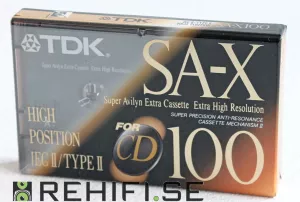 TDK
SA-X
Super Avilyn Extra Cassette Extra High Resolution
SUPER PRECISION ANTI-RESONANCE
CASSETTE MECHANISM II
HIGH
POSITION
IEC II/TYPE II
FOR
CD
100
REHIFI.SE